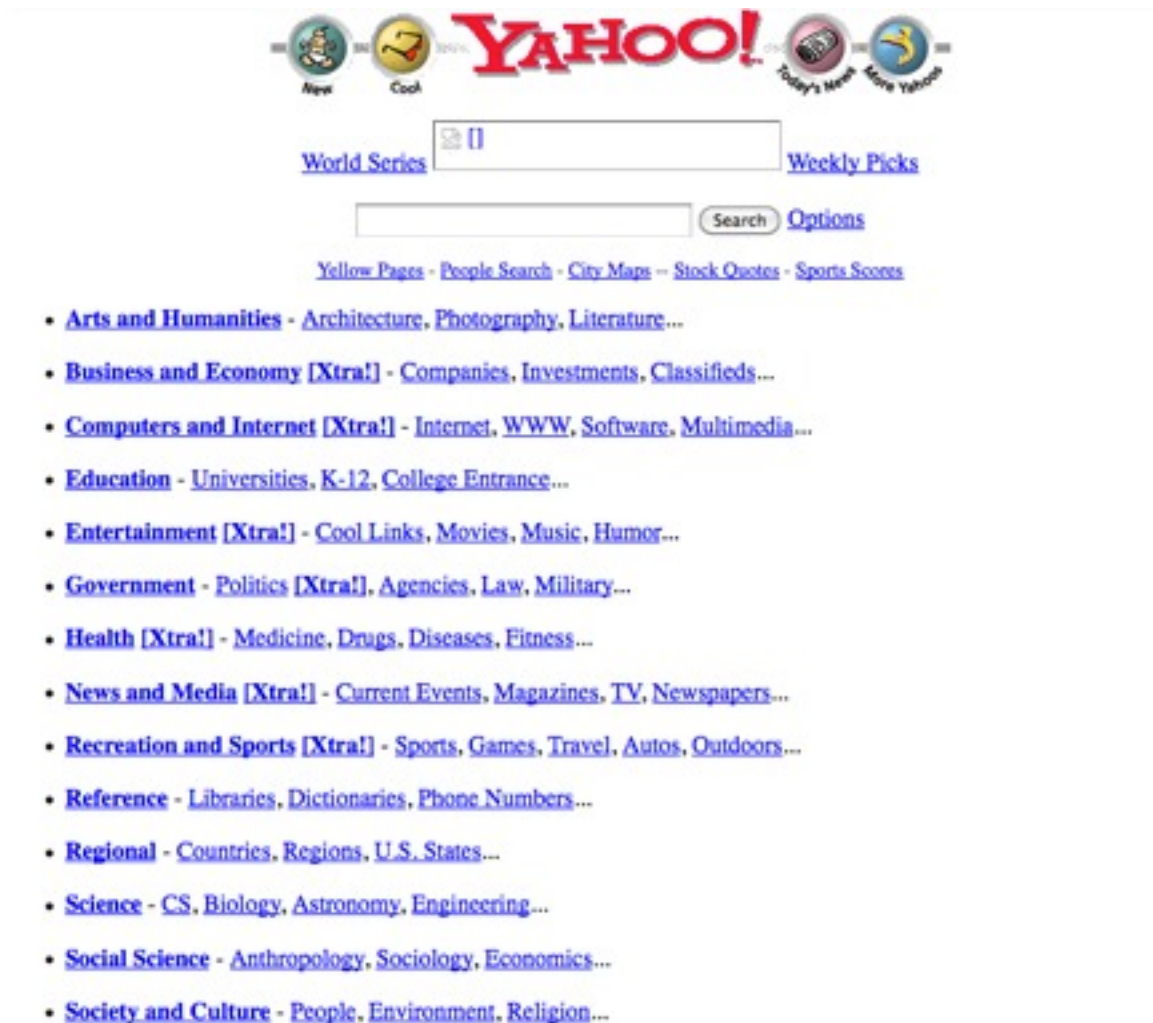 New Cool YAHOO! Today's News More Yahoos
World Series [] Weekly Picks
Search Options
Yellow Pages - People Search - City Maps -- Stock Quotes - Sports Scores
• Arts and Humanities - Architecture, Photography, Literature...
• Business and Economy [Xtra!] - Companies, Investments, Classifieds...
• Computers and Internet [Xtra!] - Internet, WWW, Software, Multimedia...
• Education - Universities, K-12, College Entrance...
• Entertainment [Xtra!] - Cool Links, Movies, Music, Humor...
• Government - Politics [Xtra!], Agencies, Law, Military...
• Health [Xtra!] - Medicine, Drugs, Diseases, Fitness...
• News and Media [Xtra!] - Current Events, Magazines, TV, Newspapers...
• Recreation and Sports [Xtra!] - Sports, Games, Travel, Autos, Outdoors...
• Reference - Libraries, Dictionaries, Phone Numbers...
• Regional - Countries, Regions, U.S. States...
• Science - CS, Biology, Astronomy, Engineering...
• Social Science - Anthropology, Sociology, Economics...
• Society and Culture - People, Environment, Religion...